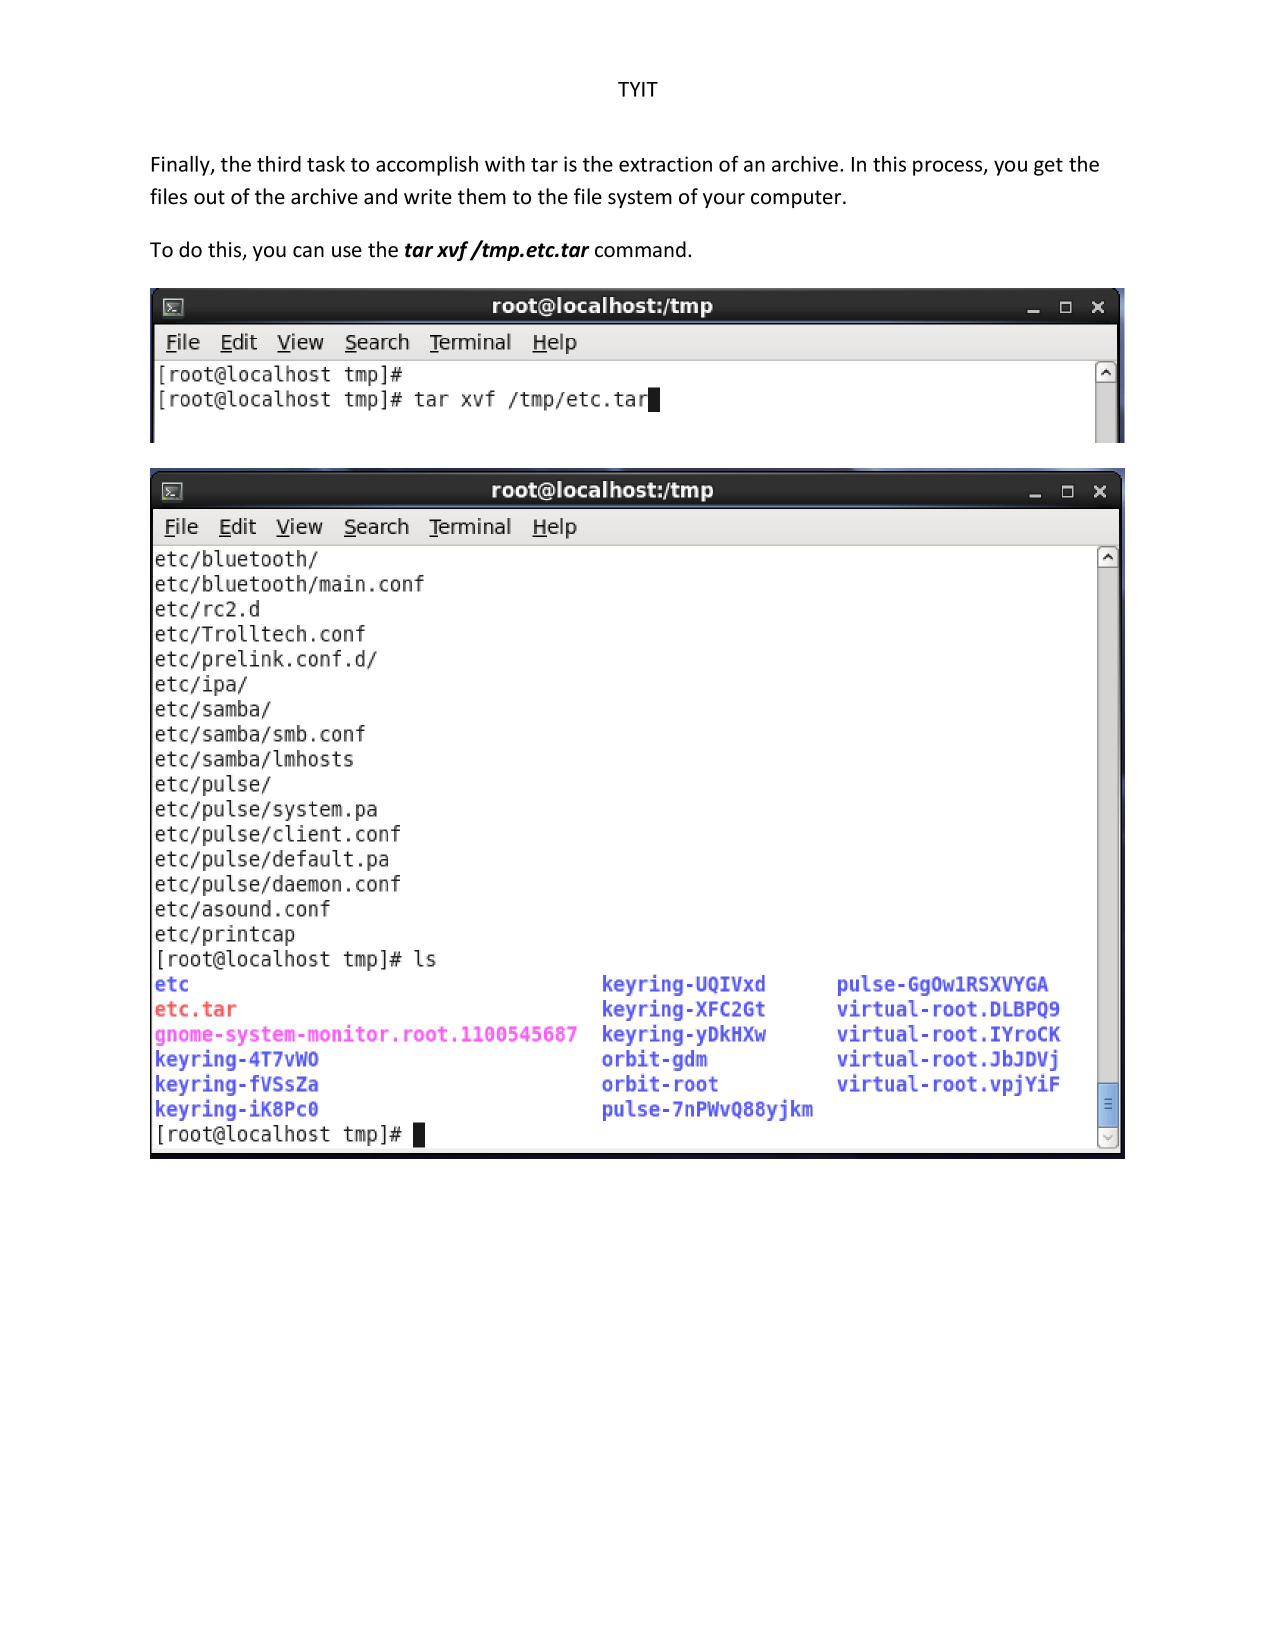 TYIT
Finally, the third task to accomplish with tar is the extraction of an archive. In this process, you get the
files out of the archive and write them to the file system of your computer.
To do this, you can use the tar xvf /tmp.etc.tar command.
root@localhost:/tmp
File Edit View Search Terminal Help
[root@localhost tmp]#
[root@localhost tmp]# tar xvf /tmp/etc.tar
root@localhost:/tmp
File Edit View Search Terminal Help
etc/bluetooth/
etc/bluetooth/main.conf
etc/rc2.d
etc/Trolltech.conf
etc/prelink.conf.d/
etc/ipa/
etc/samba/
etc/samba/smb.conf
etc/samba/lmhosts
etc/pulse/
etc/pulse/system.pa
etc/pulse/client.conf
etc/pulse/default.pa
etc/pulse/daemon.conf
etc/asound.conf
etc/printcap
[root@localhost tmp]# ls
etc keyring-UQIVxd pulse-GgOw1RSXVYGA
etc.tar keyring-XFC2Gt virtual-root.DLBPQ9
gnome-system-monitor.root.1100545687 keyring-yDkHXw virtual-root.IYroCK
keyring-4T7vWO orbit-gdm virtual-root.JbJDVj
keyring-fVSsZa orbit-root virtual-root.vpjYiF
keyring-iK8Pc0 pulse-7nPWvQ88yjkm
[root@localhost tmp]#